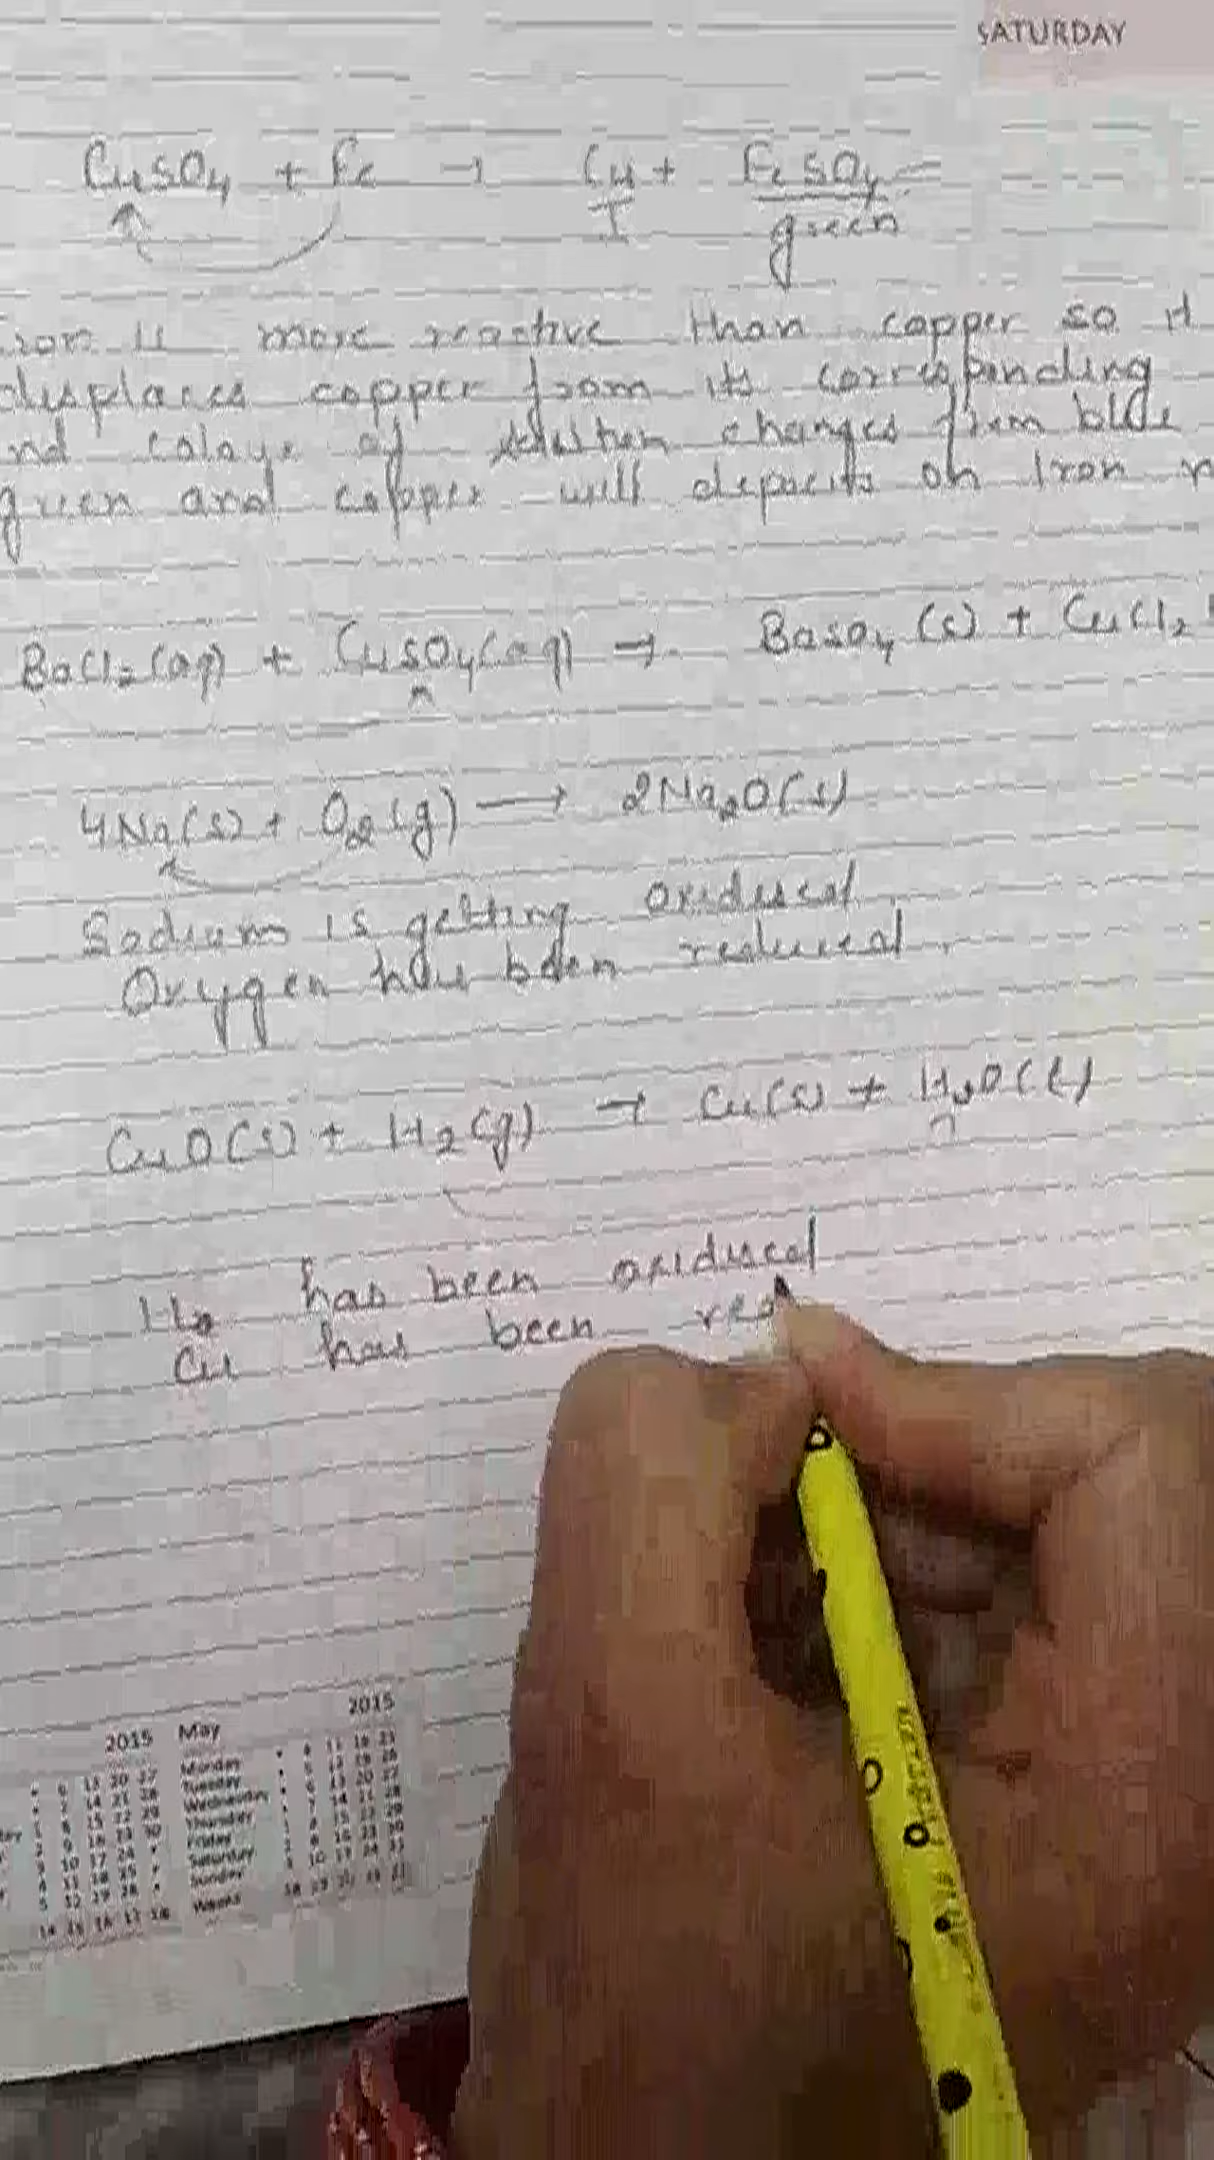 SATURDAY
CuSO4 + Fe → Cu + FeSO4
green
Iron is more reactive than copper so it
displaces copper from its corresponding
and colour of solution changes from blue
green and copper will deposits on Iron
BaCl2(aq) + CuSO4(aq) → BaSO4(s) + CuCl2
4Na(s) + O2(g) → 2Na2O(s)
Sodium is getting oxidised
Oxygen has been reduced.
CuO(s) + H2(g) → Cu(s) + H2O(l)
H2 has been oxidised
Cu has been red
2015 May 2015
Monday
Tuesday
Wednesday
Thursday
Friday
Saturday
Sunday
Weeks